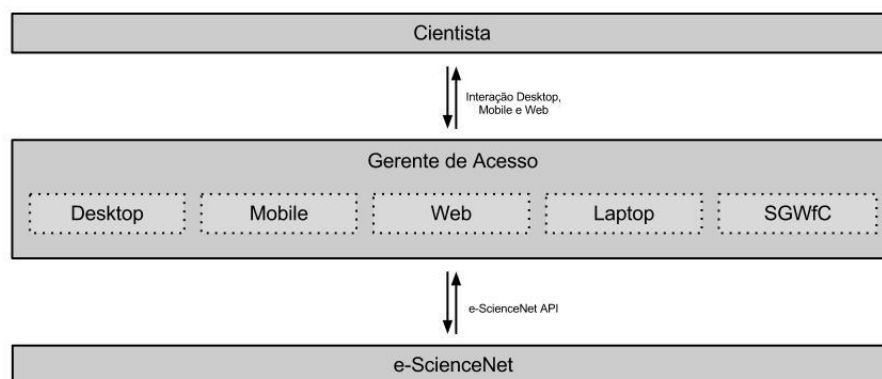 Cientista
Interação Desktop,
Mobile e Web
Gerente de Acesso
Desktop Mobile Web Laptop SGWfC
e-ScienceNet API
e-ScienceNet